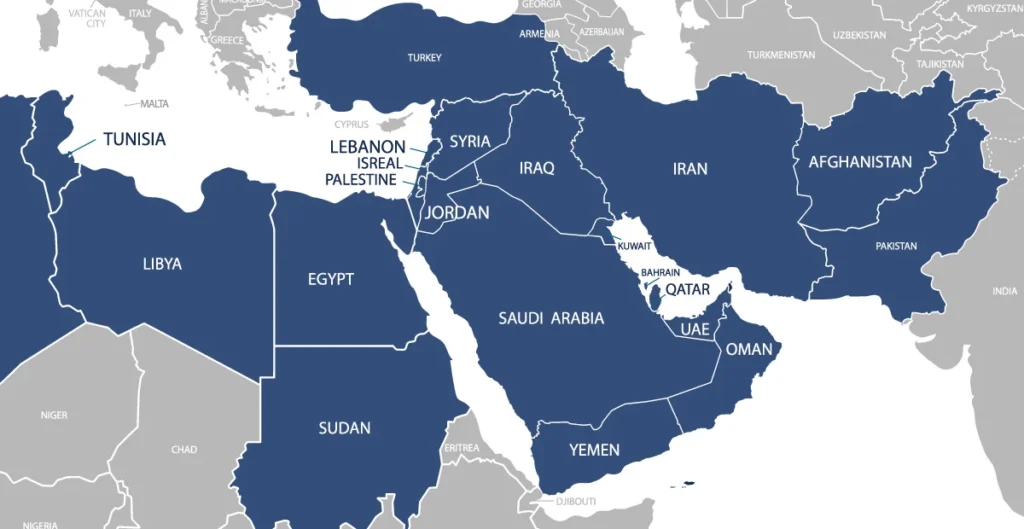 VATICAN
CITY
ITALY
ALBANIA
MACEDONIA
GREECE
GEORGIA
ARMENIA
AZERBAIJAN
TURKMENISTAN
UZBEKISTAN
KYRGYZSTAN
TAJIKISTAN
TURKEY
MALTA
CYPRUS
TUNISIA
LEBANON
ISREAL
PALESTINE
SYRIA
IRAQ
IRAN
AFGHANISTAN
JORDAN
KUWAIT
PAKISTAN
LIBYA
EGYPT
BAHRAIN
QATAR
INDIA
SAUDI ARABIA
UAE
OMAN
NIGER
CHAD
SUDAN
ERITREA
YEMEN
DJIBOUTI
NIGERIA